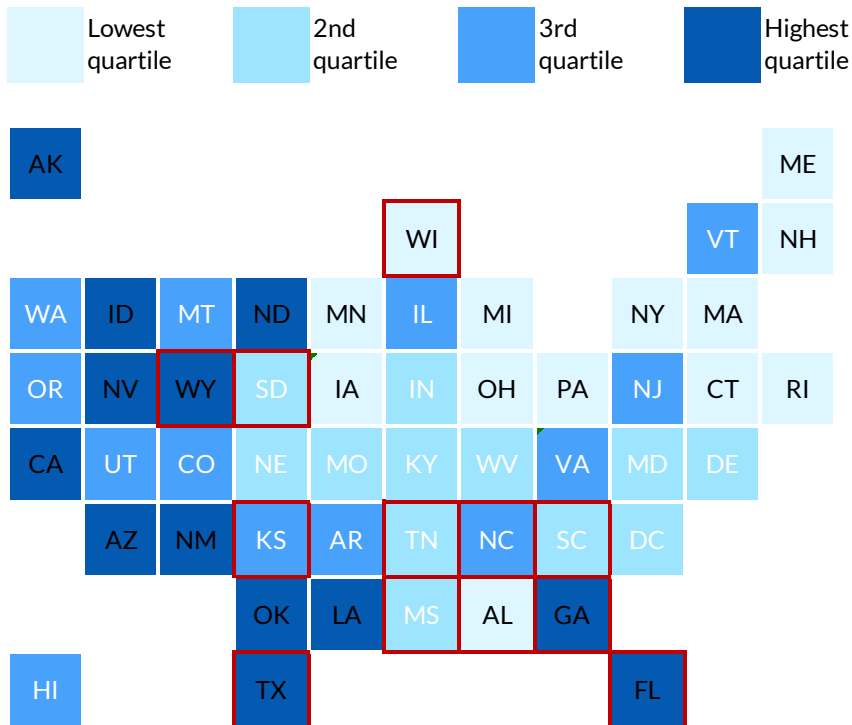 Lowest quartile
2nd quartile
3rd quartile
Highest quartile
AK
ME
WI
VT
NH
WA
ID
MT
ND
MN
IL
MI
NY
MA
OR
NV
WY
SD
IA
IN
OH
PA
NJ
CT
RI
CA
UT
CO
NE
MO
KY
WV
VA
MD
DE
AZ
NM
KS
AR
TN
NC
SC
DC
OK
LA
MS
AL
GA
HI
TX
FL